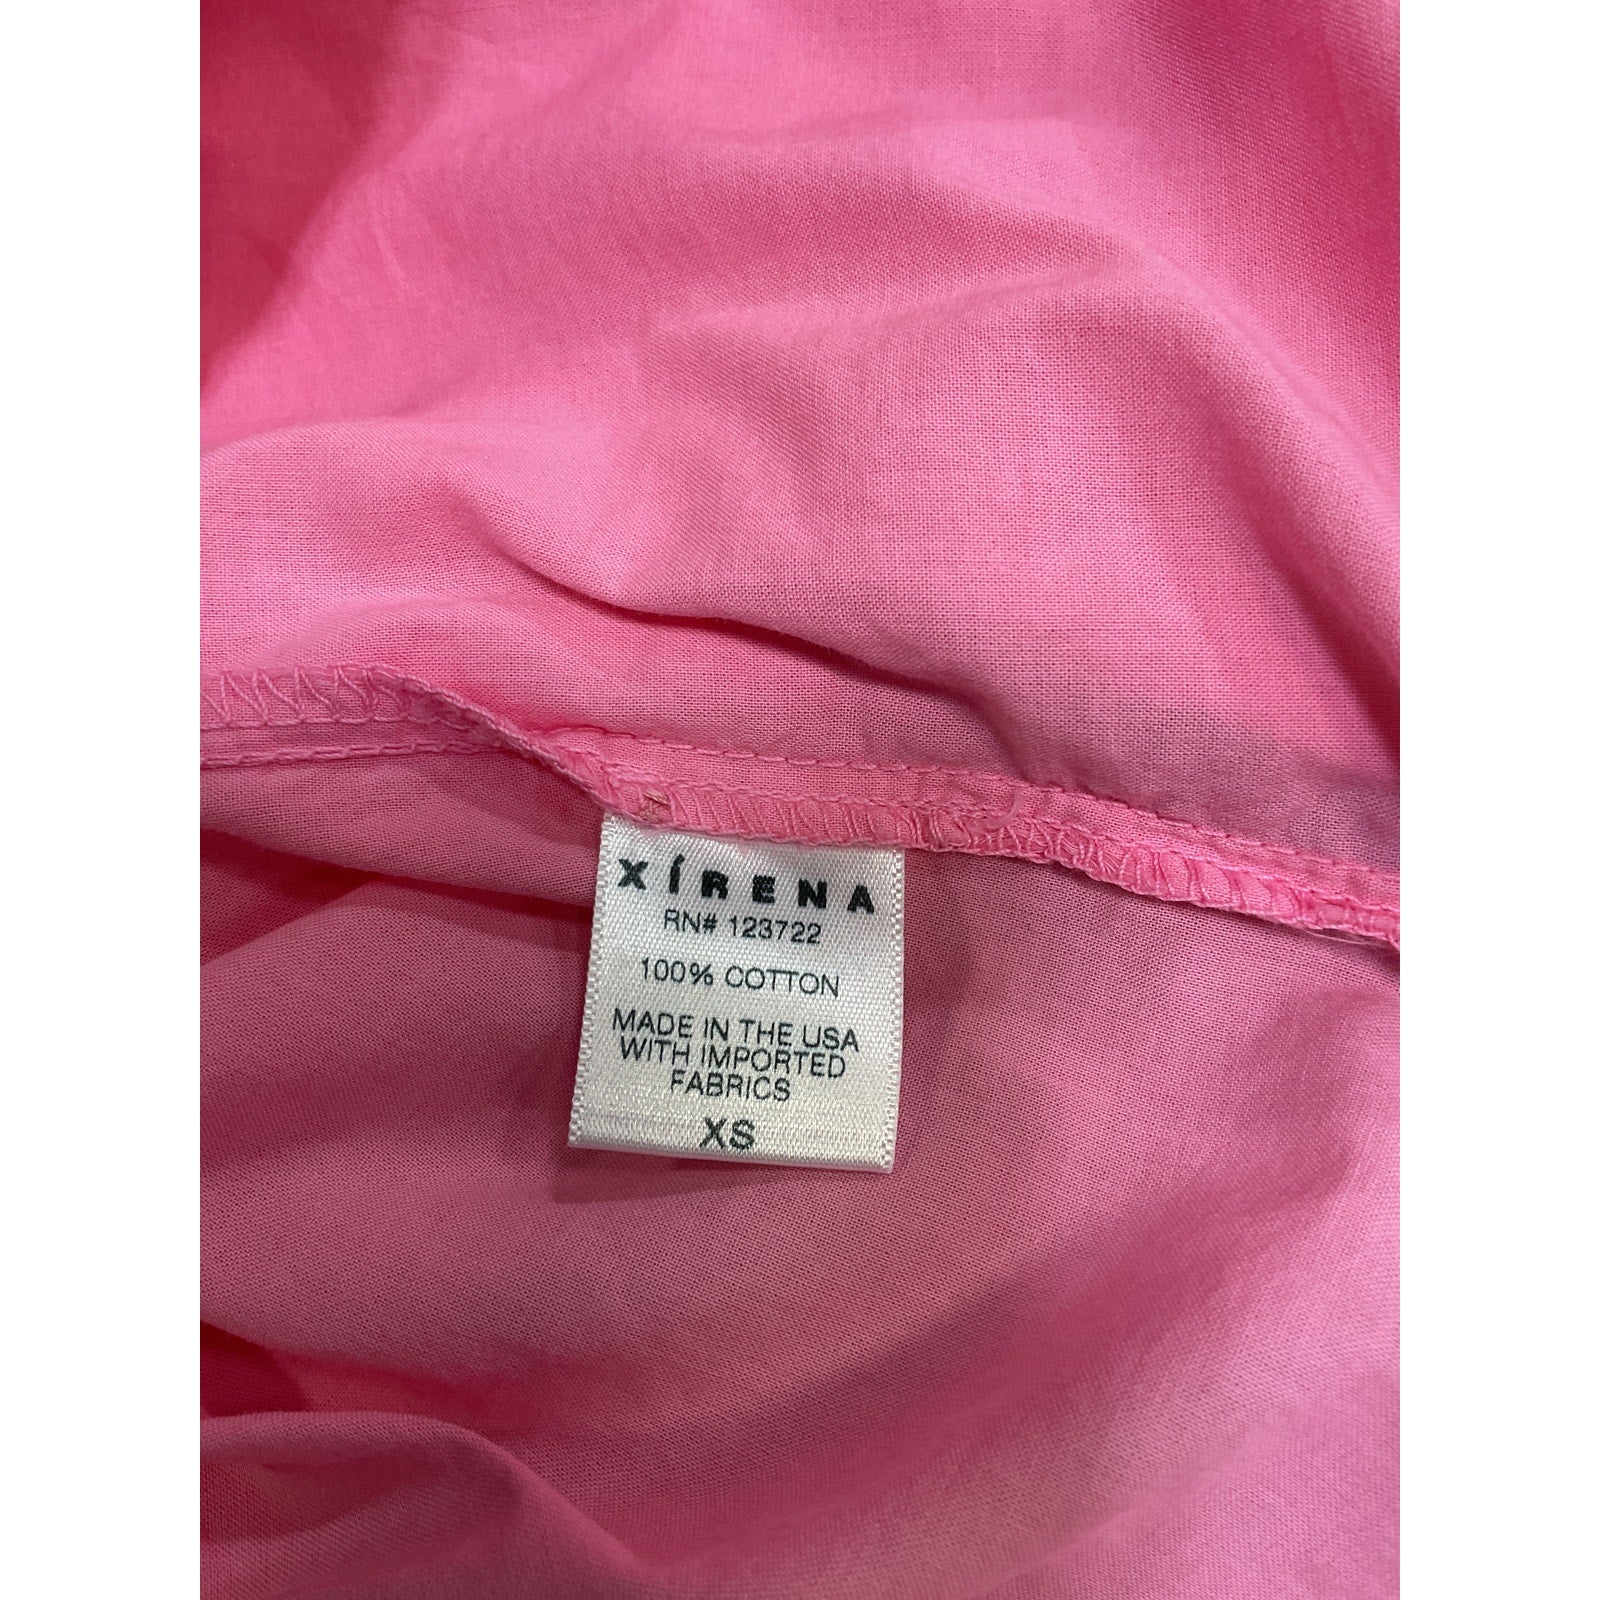 XÍRENA
RN# 123722
100% COTTON
MADE IN THE USA
WITH IMPORTED
FABRICS
XS